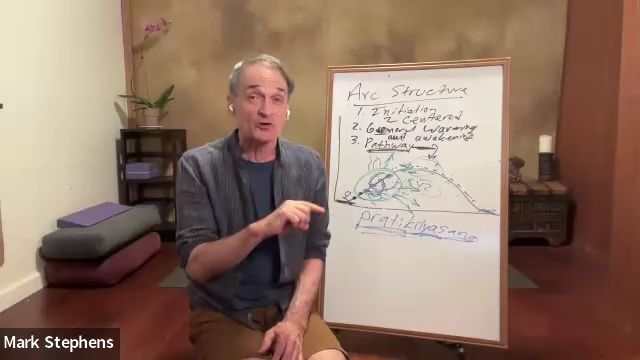 Arc Structure
1. Initiation
2 Centered
2. General Warming
and awakening
3. Pathway
?
Pratikriyasana
Mark Stephens